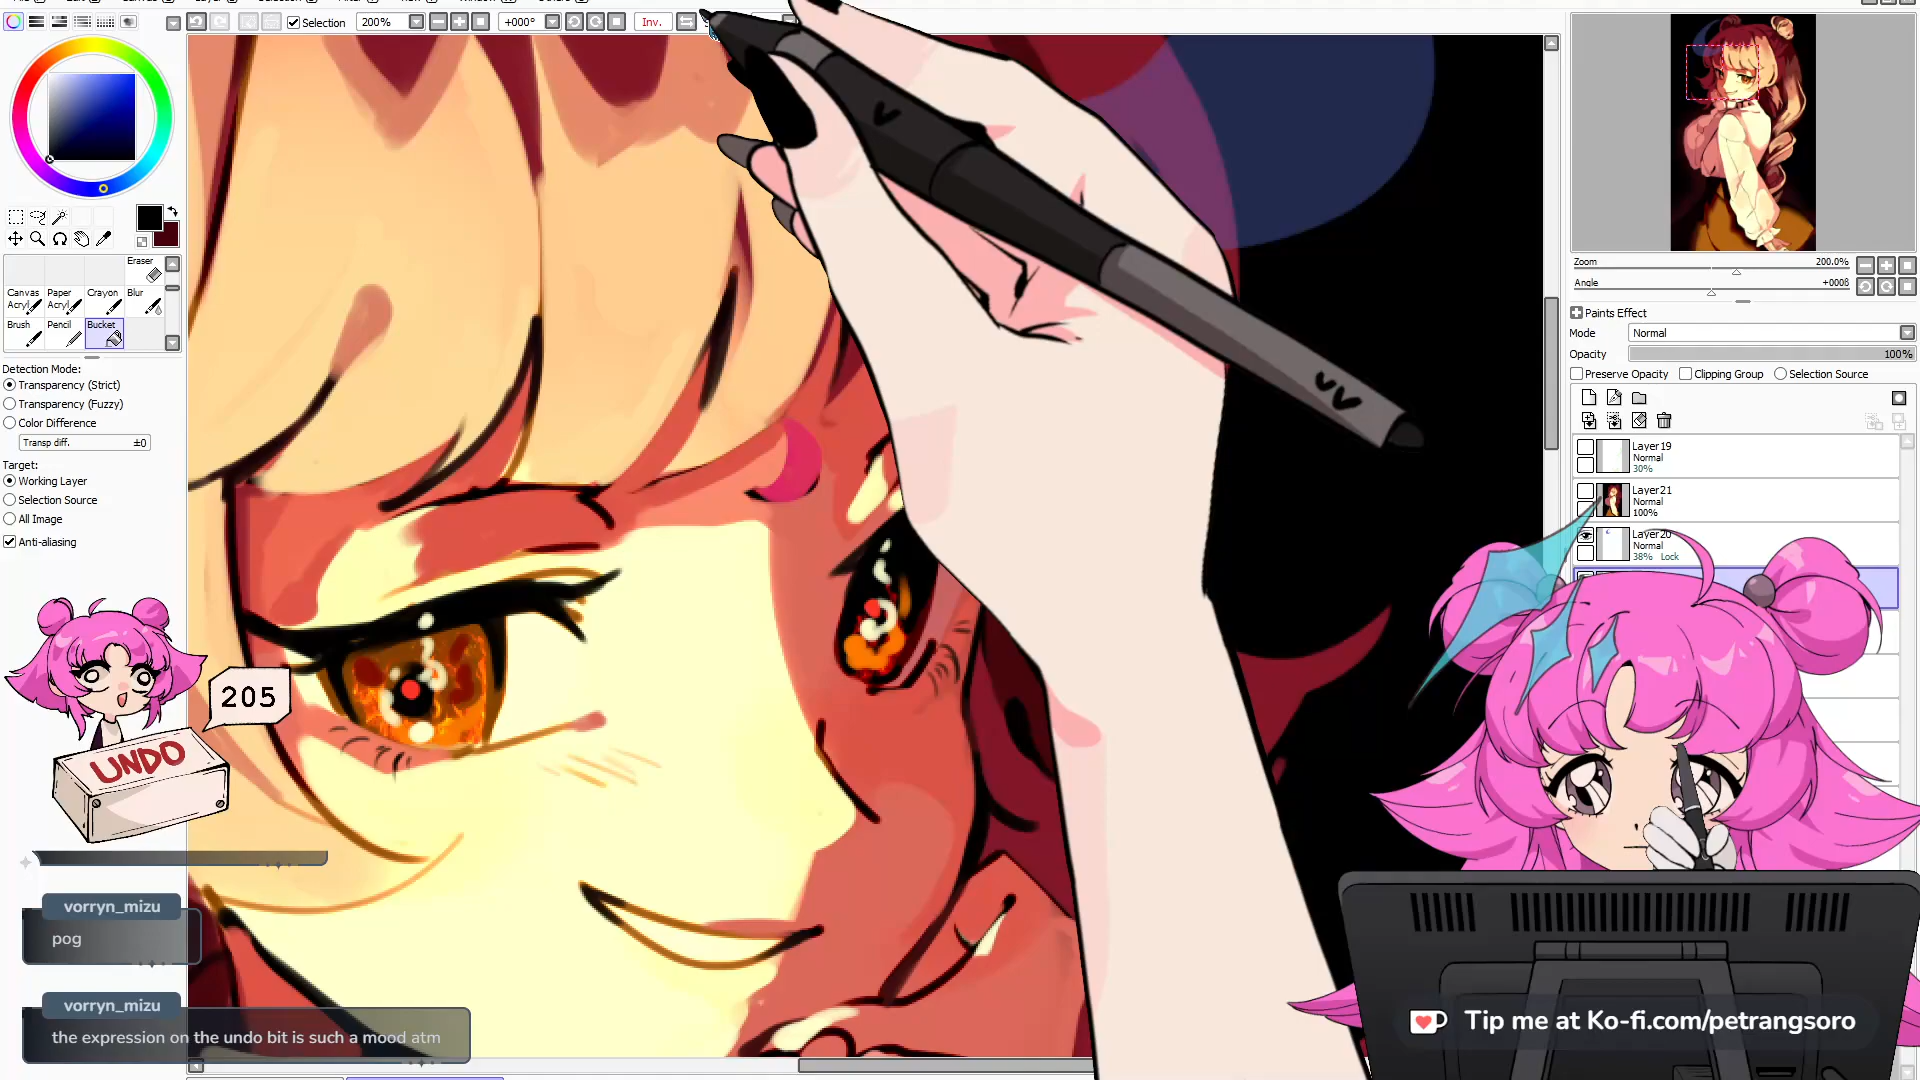 Selection
200%
+000°
Inv.
Eraser
Canvas Acryl
Paper Acryl
Crayon
Blur
Brush
Pencil
Bucket
Detection Mode:
Transparency (Strict)
Transparency (Fuzzy)
Color Difference
Transp diff. ±0
Target:
Working Layer
Selection Source
All Image
Anti-aliasing
205
UNDO
vorryn_mizu
pog
vorryn_mizu
the expression on the undo bit is such a mood atm
Zoom 200.0%
Angle +0008
Paints Effect
Mode Normal
Opacity 100%
Preserve Opacity
Clipping Group
Selection Source
Layer19
Normal
30%
Layer21
Normal
100%
Layer20
Normal
38% Lock
Tip me at Ko-fi.com/petrangsoro